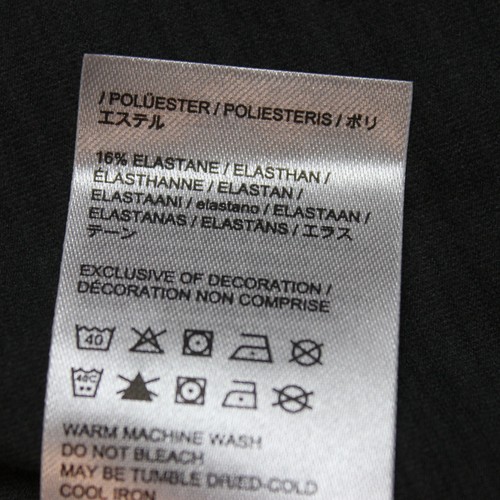 / POLÜESTER / POLIESTERIS / ポリ
エステル
16% ELASTANE / ELASTHAN /
ÉLASTHANNE / ELASTAN /
ELASTAANI / elastano / ELASTAAN /
ELASTANAS / ELASTĀNS / エラス
テーン
EXCLUSIVE OF DECORATION /
DÉCORATION NON COMPRISE
40
40C
WARM MACHINE WASH
DO NOT BLEACH
MAY BE TUMBLE DRIED-COLD
COOL IRON